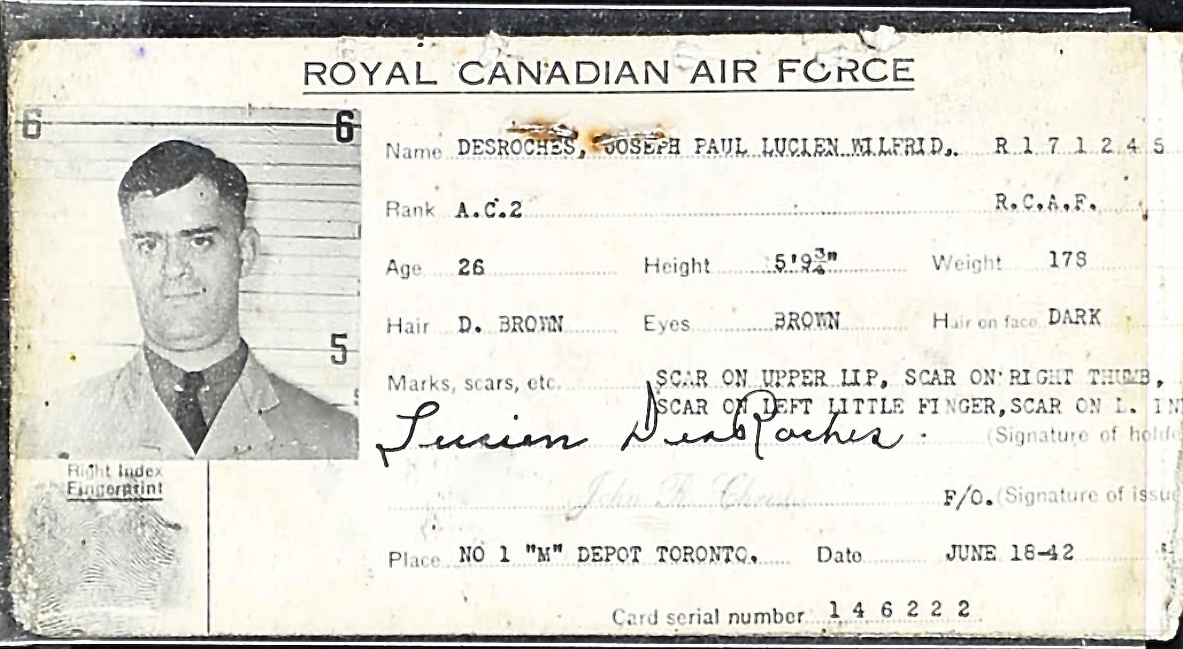 ROYAL CANADIAN AIR FORCE
6 6
Name DESROCHES, JOSEPH PAUL LUCIEN WILFRID, R 1 7 1 2 4 5
Rank A.C.2 R.C.A.F.
Age 26 Height 5'9¾" Weight 178
Hair D. BROWN Eyes BROWN Hair on face DARK
5
Marks, scars, etc. SCAR ON UPPER LIP, SCAR ON RIGHT THUMB,
SCAR ON LEFT LITTLE FINGER, SCAR ON L.
Lucien DesRoches (Signature of
Right Index
Fingerprint
John R. F/O. (Signature of
Place NO 1 "M" DEPOT TORONTO. Date JUNE 18-42
Card serial number 1 4 6 2 2 2